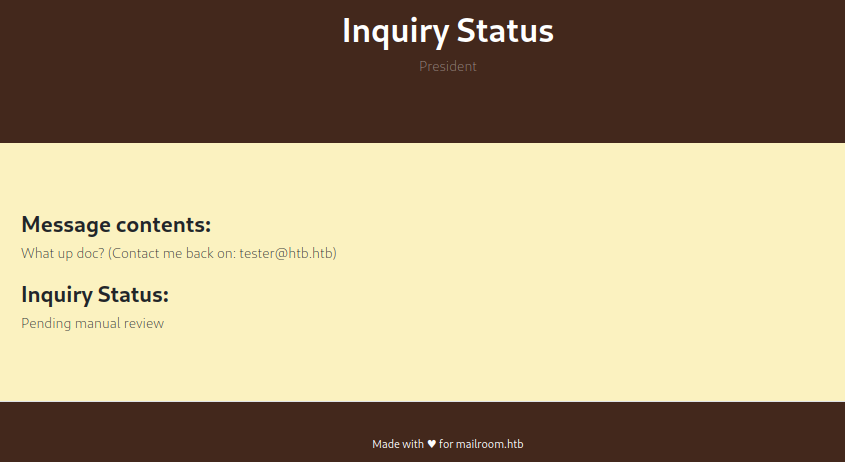 Inquiry Status
President
Message contents:
What up doc? (Contact me back on: tester@htb.htb)
Inquiry Status:
Pending manual review
Made with ♥ for mailroom.htb